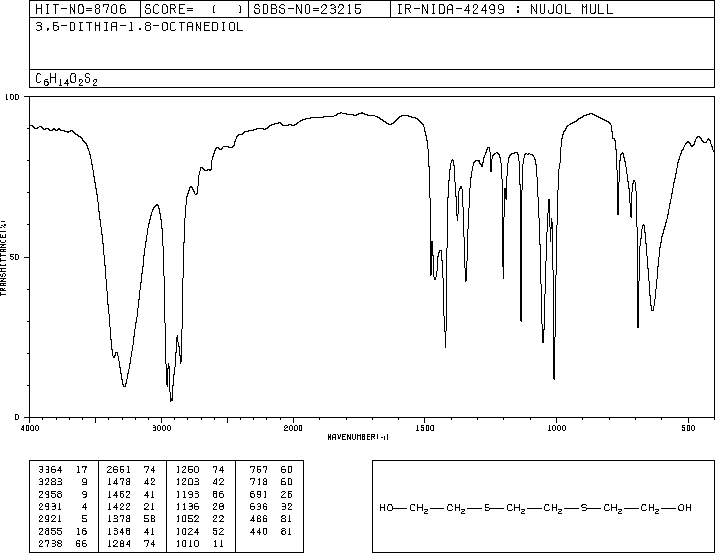 HIT-NO=8706 SCORE= ( ) SDBS-NO=23215 IR-NIDA-42499 : NUJOL MULL
3,6-DITHIA-1,8-OCTANEDIOL
C6H14O2S2
100
50
0
TRANSMITTANCE(%)
4000 3000 2000 1500 1000 500
WAVENUMBER(-1)
3364 17 2661 74 1260 74 767 60
3283 9 1478 42 1203 42 718 60
2958 9 1462 41 1193 66 691 26
2931 4 1422 21 1136 28 636 32
2921 5 1378 58 1052 22 486 81
2855 16 1348 41 1024 52 440 81
2738 66 1284 74 1010 11
HO—CH2—CH2—S—CH2—CH2—S—CH2—CH2—OH